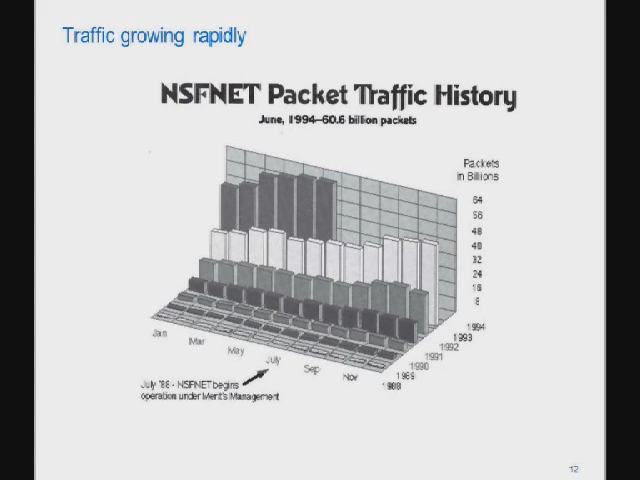 Traffic growing rapidly
NSFNET Packet Traffic History
June, 1994—60.6 billion packets
Packets
in Billions
64
56
48
40
32
24
16
8
1994
1993
1992
1991
1990
1989
1988
Jan
Mar
May
July
Sep
Nov
July '88 - NSFNET begins
operation under Merit's Management
12